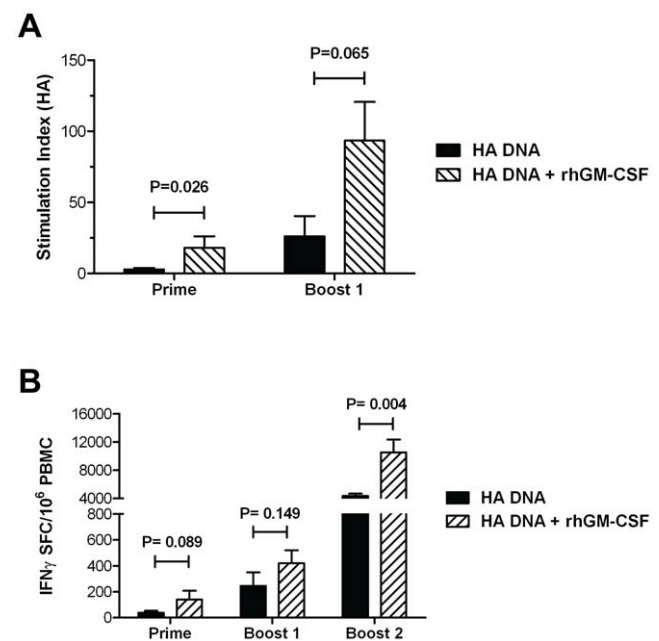 A
Stimulation Index (HA)
150
100
50
0
P=0.026
P=0.065
Prime
Boost 1
HA DNA
HA DNA + rhGM-CSF
B
IFNγ SFC/10⁶ PBMC
16000
12000
8000
4000
800
600
400
200
0
P= 0.089
P= 0.149
P= 0.004
Prime
Boost 1
Boost 2
HA DNA
HA DNA + rhGM-CSF